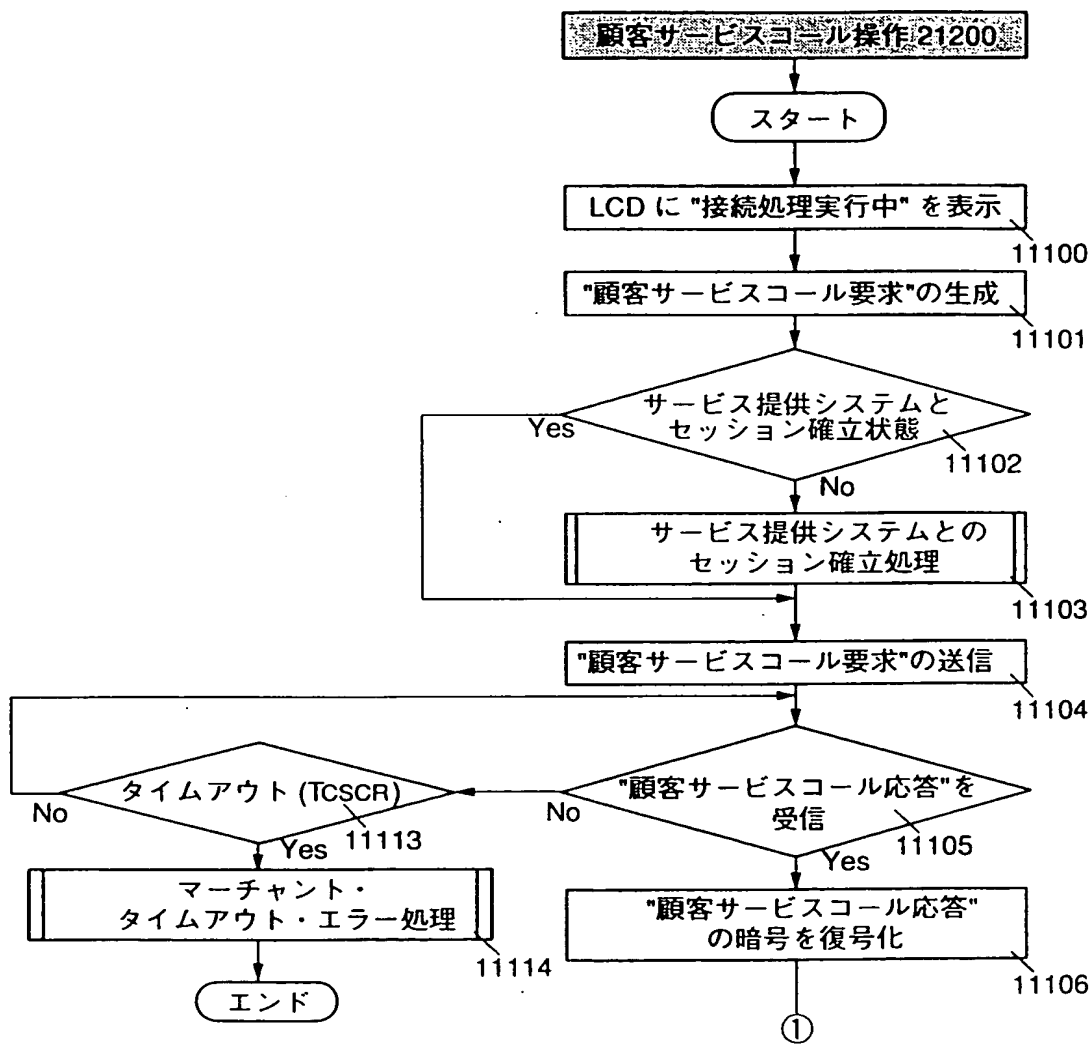 顧客サービスコール操作 21200
スタート
LCD に "接続処理実行中" を表示
11100
"顧客サービスコール要求"の生成
11101
サービス提供システムと
セッション確立状態
11102
Yes
No
サービス提供システムとの
セッション確立処理
11103
"顧客サービスコール要求"の送信
11104
"顧客サービスコール応答"を
受信
11105
No
Yes
タイムアウト (TCSCR)
11113
No
Yes
マーチャント・
タイムアウト・エラー処理
11114
エンド
"顧客サービスコール応答"
の暗号を復号化
11106
①